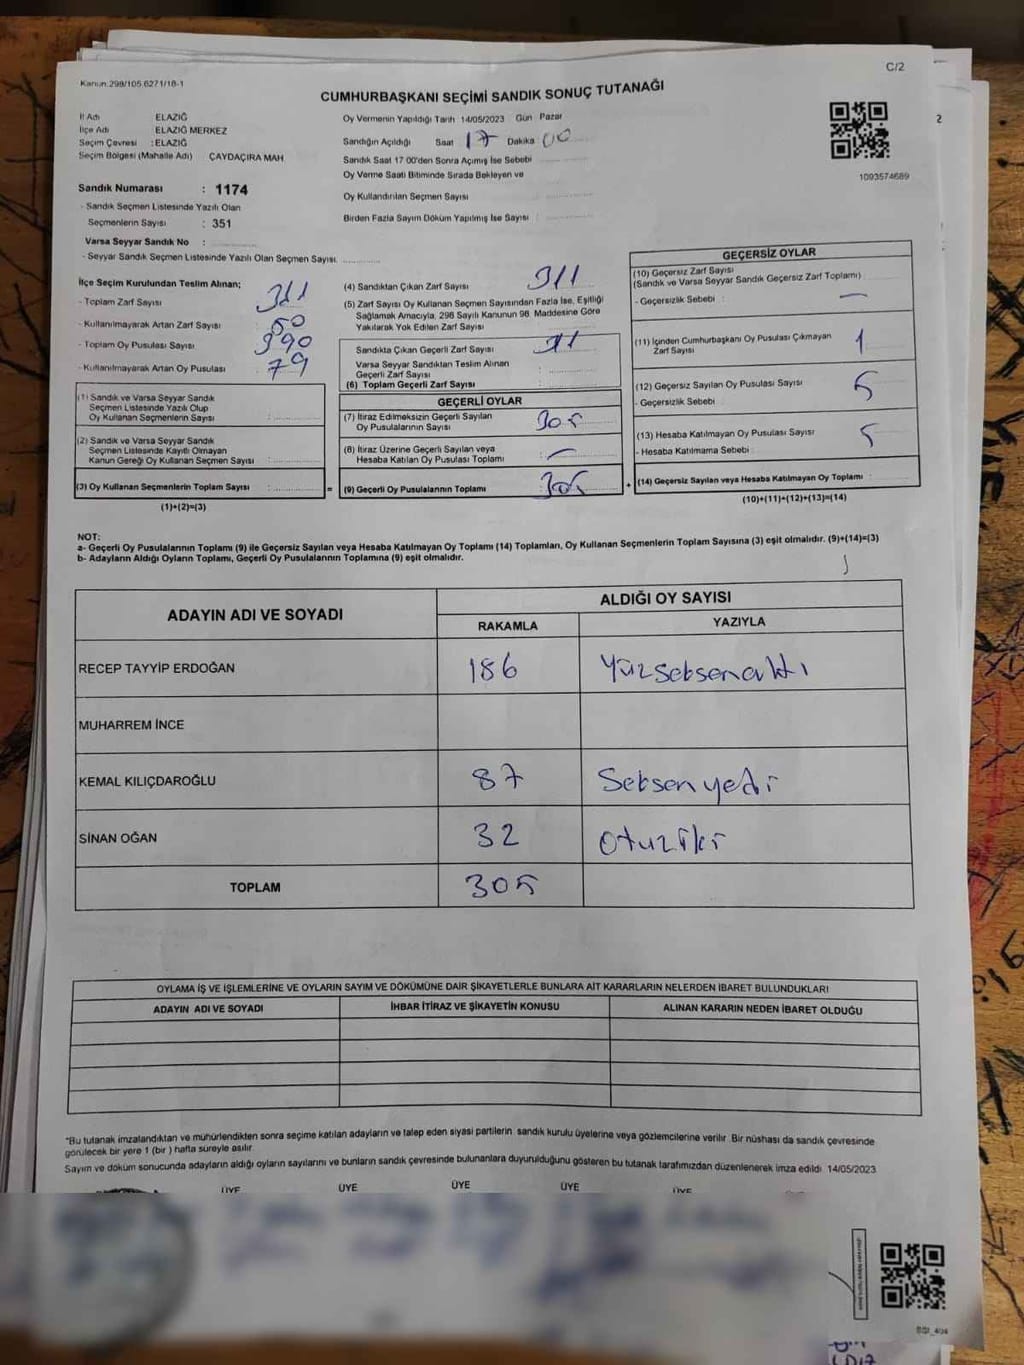 C/2
Kanun:298/105.6271/18-1
CUMHURBAŞKANI SEÇİMİ SANDIK SONUÇ TUTANAĞI
İl Adı ELAZIĞ
İlçe Adı ELAZIĞ MERKEZ
Seçim Çevresi : ELAZIĞ
Seçim Bölgesi (Mahalle Adı) ÇAYDAÇIRA MAH
Sandık Numarası : 1174
- Sandık Seçmen Listesinde Yazılı Olan
Seçmenlerin Sayısı : 351
Varsa Seyyar Sandık No :
- Seyyar Sandık Seçmen Listesinde Yazılı Olan Seçmen Sayısı
Oy Vermenin Yapıldığı Tarih 14/05/2023 Gün Pazar
Sandığın Açıldığı Saat 17 Dakika 00
Sandık Saat 17 00'den Sonra Açımış İse Sebebi
Oy Verme Saati Bitiminde Sırada Bekleyen ve
Oy Kullandırılan Seçmen Sayısı
Birden Fazla Sayım Döküm Yapılmış İse Sayısı
1093574689
2
İlçe Seçim Kurulundan Teslim Alınan;
- Toplam Zarf Sayısı
- Kullanılmayarak Artan Zarf Sayısı : 50
- Toplam Oy Pusulası Sayısı : 390
- Kullanılmayarak Artan Oy Pusulası : 79
(1) Sandık ve Varsa Seyyar Sandık
Seçmen Listesinde Yazılı Olup
Oy Kullanan Seçmenlerin Sayısı :
(2) Sandık ve Varsa Seyyar Sandık
Seçmen Listesinde Kayıtlı Olmayan
Kanun Gereği Oy Kullanan Seçmen Sayısı :
(3) Oy Kullanan Seçmenlerin Toplam Sayısı : =
(1)+(2)=(3)
(4) Sandıktan Çıkan Zarf Sayısı 311
(5) Zarf Sayısı Oy Kullanan Seçmen Sayısından Fazla İse, Eşitliği
Sağlamak Amacıyla, 298 Sayılı Kanunun 98. Maddesine Göre
Yakılarak Yok Edilen Zarf Sayısı
Sandıkta Çıkan Geçerli Zarf Sayısı
Varsa Seyyar Sandıktan Teslim Alınan
Geçerli Zarf Sayısı
(6) Toplam Geçerli Zarf Sayısı :
GEÇERLİ OYLAR
(7) İtiraz Edilmeksizin Geçerli Sayılan
Oy Pusulalarının Sayısı : 305
(8) İtiraz Üzerine Geçerli Sayılan veya
Hesaba Katılan Oy Pusulası Toplamı : —
(9) Geçerli Oy Pusulalarının Toplamı : 305 +
GEÇERSİZ OYLAR
(10) Geçersiz Zarf Sayısı
(Sandık ve Varsa Seyyar Sandık Geçersiz Zarf Toplamı)
- Geçersizlik Sebebi : —
(11) İçinden Cumhurbaşkanı Oy Pusulası Çıkmayan
Zarf Sayısı 1
(12) Geçersiz Sayılan Oy Pusulası Sayısı 5
- Geçersizlik Sebebi :
(13) Hesaba Katılmayan Oy Pusulası Sayısı 5
- Hesaba Katılmama Sebebi :
(14) Geçersiz Sayılan veya Hesaba Katılmayan Oy Toplamı :
(10)+(11)+(12)+(13)=(14)
NOT:
a- Geçerli Oy Pusulalarının Toplamı (9) ile Geçersiz Sayılan veya Hesaba Katılmayan Oy Toplamı (14) Toplamları, Oy Kullanan Seçmenlerin Toplam Sayısına (3) eşit olmalıdır. (9)+(14)=(3)
b- Adayların Aldığı Oyların Toplamı, Geçerli Oy Pusulalarının Toplamına (9) eşit olmalıdır.
ADAYIN ADI VE SOYADI ALDIĞI OY SAYISI
RAKAMLA YAZIYLA
RECEP TAYYİP ERDOĞAN 186 Yüzseksenaltı
MUHARREM İNCE
KEMAL KILIÇDAROĞLU 87 Seksenyedi
SİNAN OĞAN 32 Otuziki
TOPLAM 305
OYLAMA İŞ VE İŞLEMLERİNE VE OYLARIN SAYIM VE DÖKÜMÜNE DAİR ŞİKAYETLERLE BUNLARA AİT KARARLARIN NELERDEN İBARET BULUNDUKLARI
ADAYIN ADI VE SOYADI İHBAR İTİRAZ VE ŞİKAYETİN KONUSU ALINAN KARARIN NEDEN İBARET OLDUĞU
"Bu tutanak imzalandıktan ve mühürlendikten sonra seçime katılan adayların ve talep eden siyasi partilerin, sandık kurulu üyelerine veya gözlemcilerine verilir. Bir nüshası da sandık çevresinde
görülecek bir yere 1 (bir ) hafta süreyle asılır.
Sayım ve döküm sonucunda adayların aldığı oyların sayılarını ve bunların sandık çevresinde bulunanlara duyurulduğunu gösteren bu tutanak tarafımızdan düzenlenerek imza edildi 14/05/2023
ÜYE ÜYE ÜYE ÜYE ÜYE